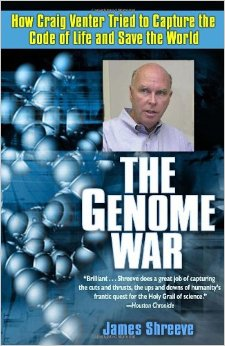 How Craig Venter Tried to Capture the
Code of Life and Save the World
THE
GENOME
WAR
"Brilliant . . . Shreeve does a great job of capturing
the cuts and thrusts, the ups and downs of humanity's
frantic quest for the Holy Grail of science."
—Houston Chronicle
James Shreeve